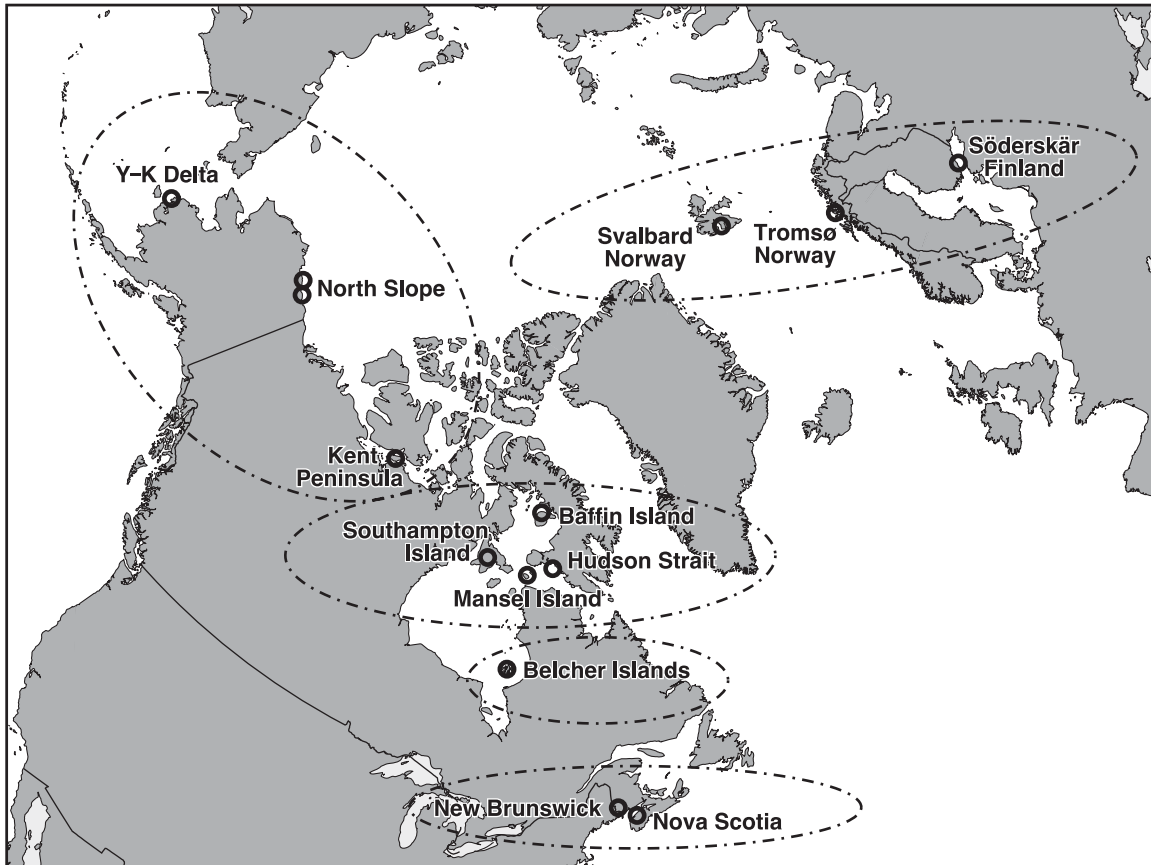 Y–K Delta
Söderskär
Finland
Svalbard
Norway
Tromsø
Norway
North Slope
Kent
Peninsula
Baffin Island
Southampton
Island
Hudson Strait
Mansel Island
Belcher Islands
New Brunswick
Nova Scotia